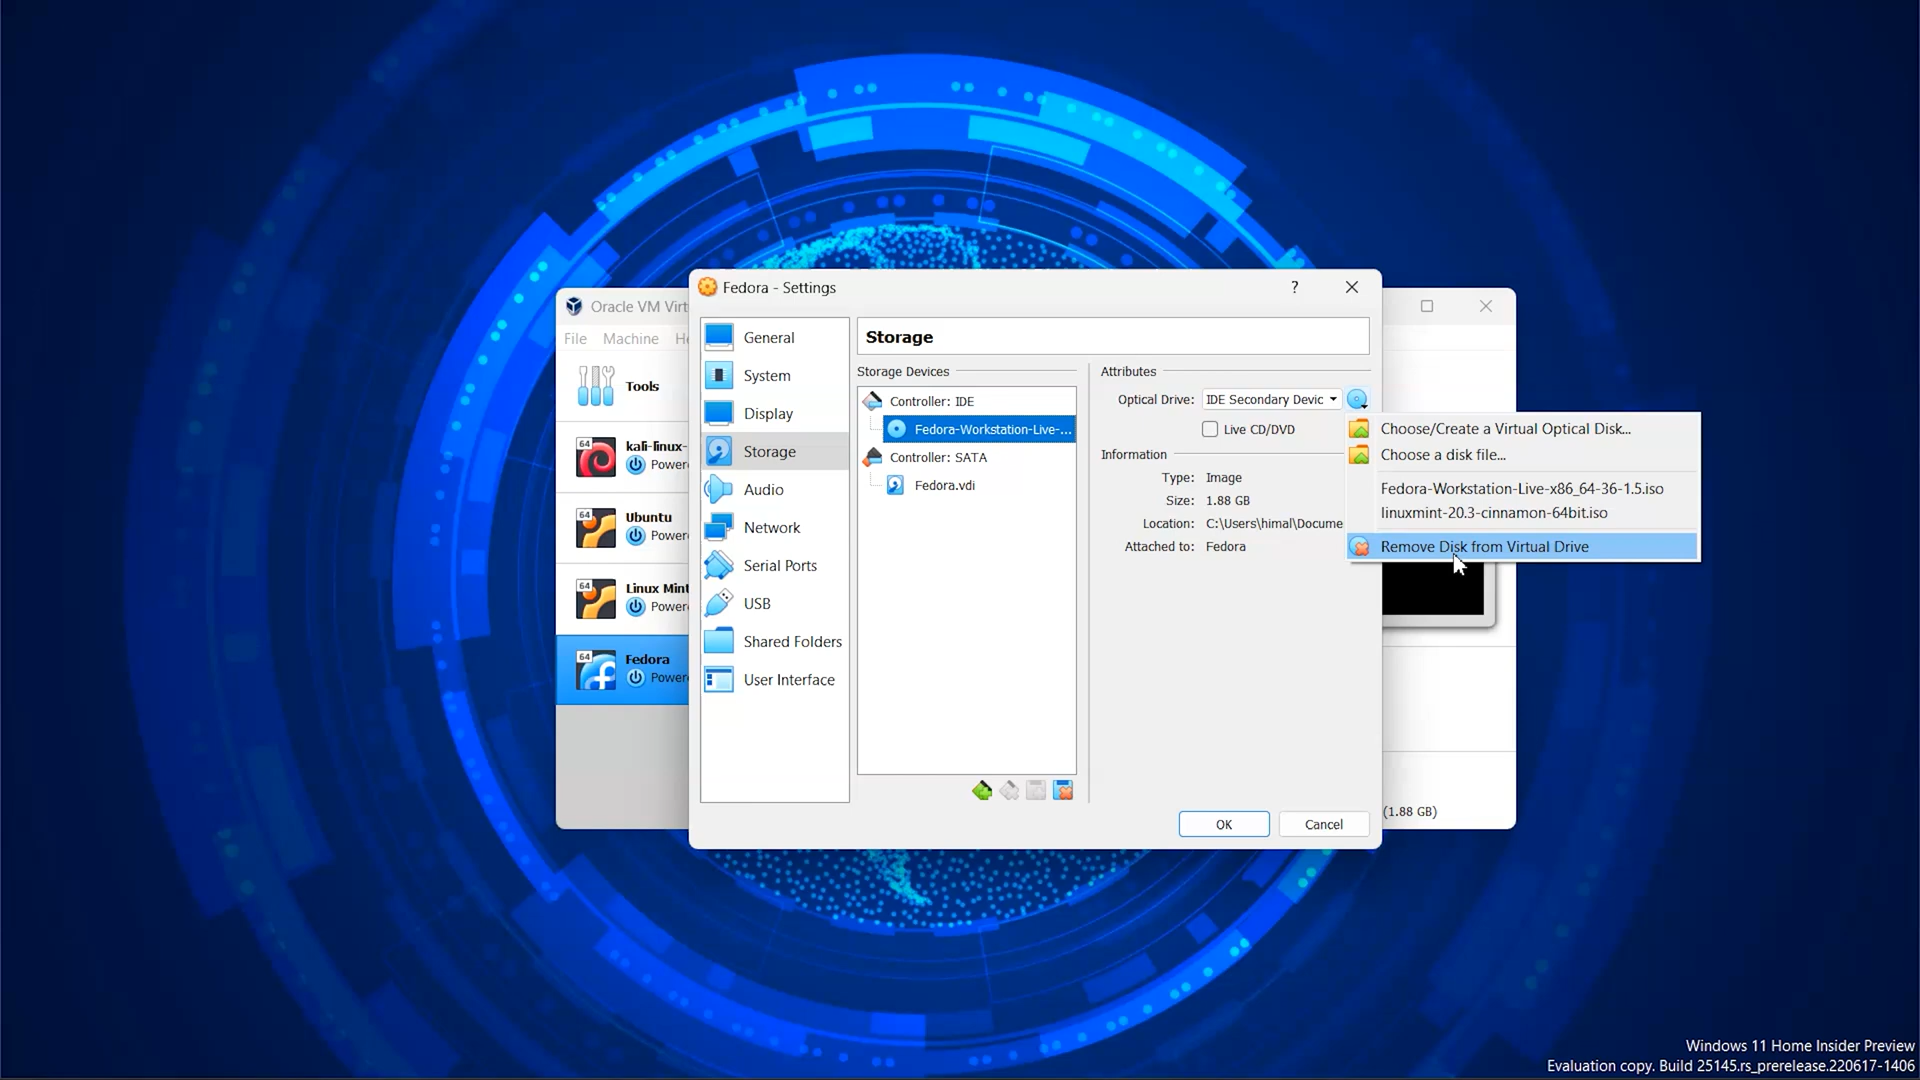 Oracle VM Virt
File Machine He
Tools
64
kali-linux-
Power
64
Ubuntu
Power
64
Linux Mint
Power
64
Fedora
Power
Fedora - Settings
?
General
System
Display
Storage
Audio
Network
Serial Ports
USB
Shared Folders
User Interface
Storage
Storage Devices
Controller: IDE
Fedora-Workstation-Live-...
Controller: SATA
Fedora.vdi
Attributes
Optical Drive: IDE Secondary Devic
Live CD/DVD
Information
Type: Image
Size: 1.88 GB
Location: C:\Users\himal\Docume
Attached to: Fedora
OK
Cancel
Choose/Create a Virtual Optical Disk...
Choose a disk file...
Fedora-Workstation-Live-x86_64-36-1.5.iso
linuxmint-20.3-cinnamon-64bit.iso
Remove Disk from Virtual Drive
(1.88 GB)
Windows 11 Home Insider Preview
Evaluation copy. Build 25145.rs_prerelease.220617-1406